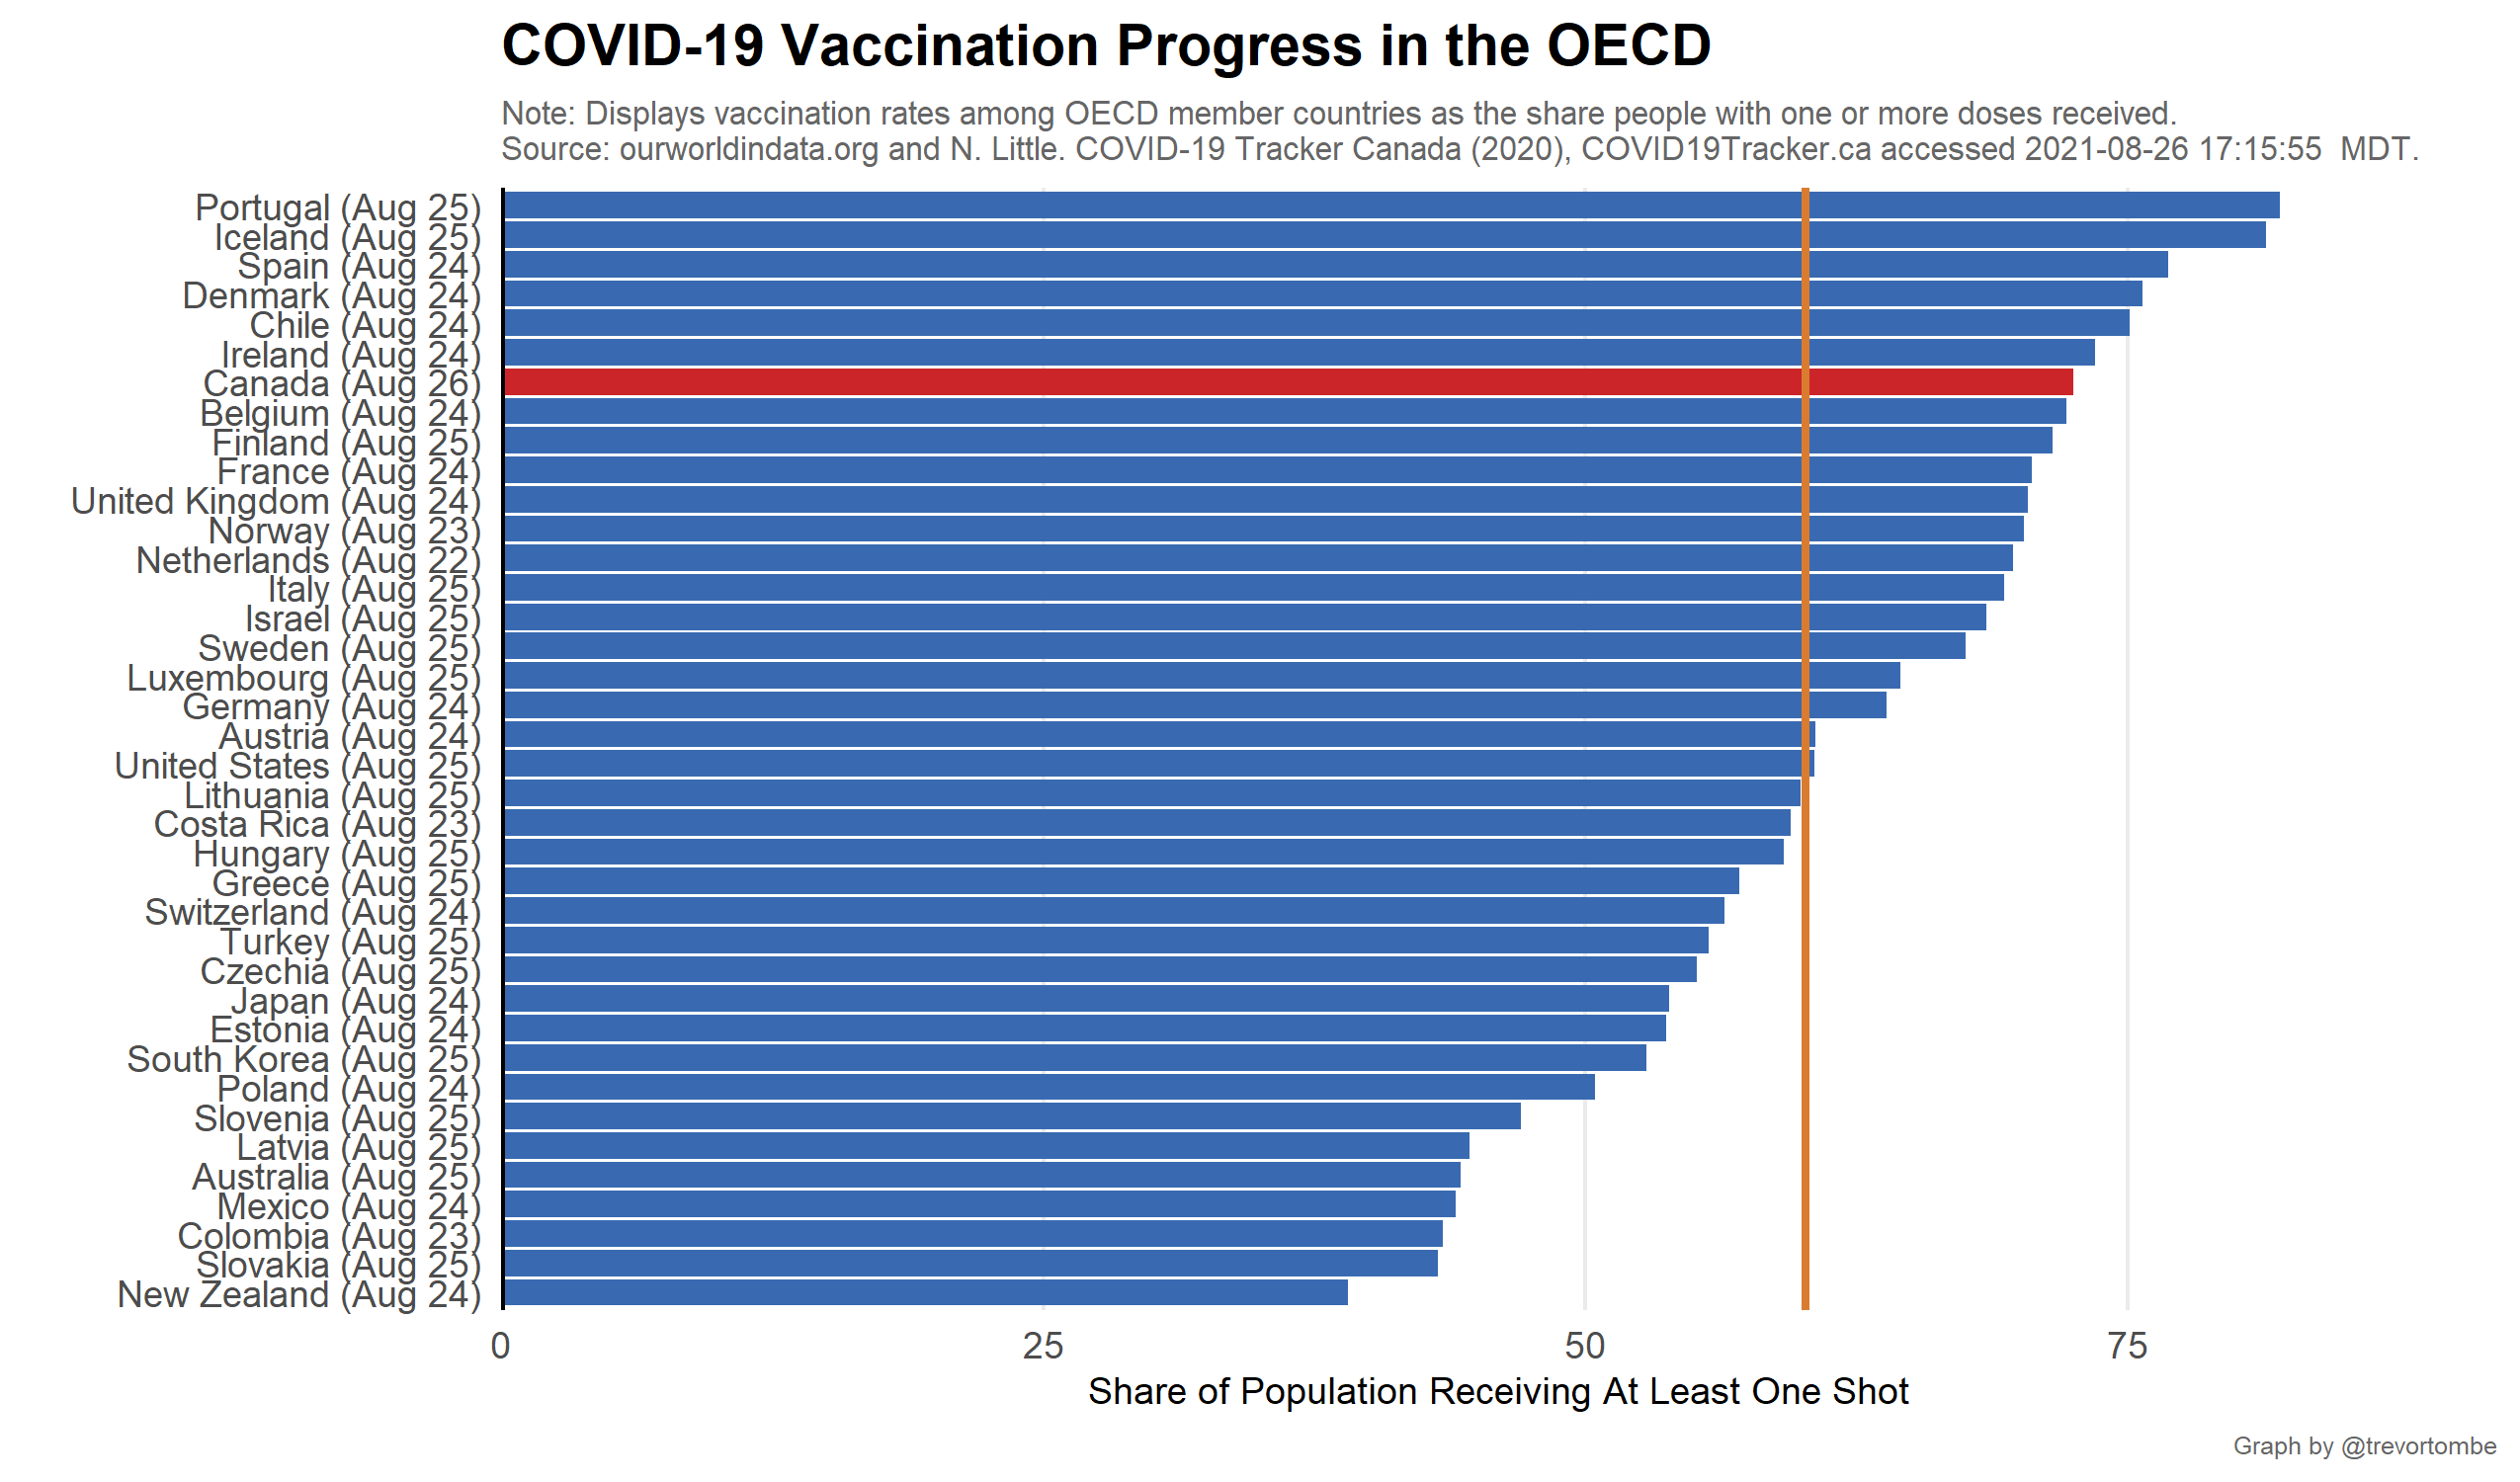 COVID-19 Vaccination Progress in the OECD
Note: Displays vaccination rates among OECD member countries as the share people with one or more doses received.
Source: ourworldindata.org and N. Little. COVID-19 Tracker Canada (2020), COVID19Tracker.ca accessed 2021-08-26 17:15:55  MDT.
Portugal (Aug 25)
Iceland (Aug 25)
Spain (Aug 24)
Denmark (Aug 24)
Chile (Aug 24)
Ireland (Aug 24)
Canada (Aug 26)
Belgium (Aug 24)
Finland (Aug 25)
France (Aug 24)
United Kingdom (Aug 24)
Norway (Aug 23)
Netherlands (Aug 22)
Italy (Aug 25)
Israel (Aug 25)
Sweden (Aug 25)
Luxembourg (Aug 25)
Germany (Aug 24)
Austria (Aug 24)
United States (Aug 25)
Lithuania (Aug 25)
Costa Rica (Aug 23)
Hungary (Aug 25)
Greece (Aug 25)
Switzerland (Aug 24)
Turkey (Aug 25)
Czechia (Aug 25)
Japan (Aug 24)
Estonia (Aug 24)
South Korea (Aug 25)
Poland (Aug 24)
Slovenia (Aug 25)
Latvia (Aug 25)
Australia (Aug 25)
Mexico (Aug 24)
Colombia (Aug 23)
Slovakia (Aug 25)
New Zealand (Aug 24)
0 25 50 75
Share of Population Receiving At Least One Shot
Graph by @trevortombe